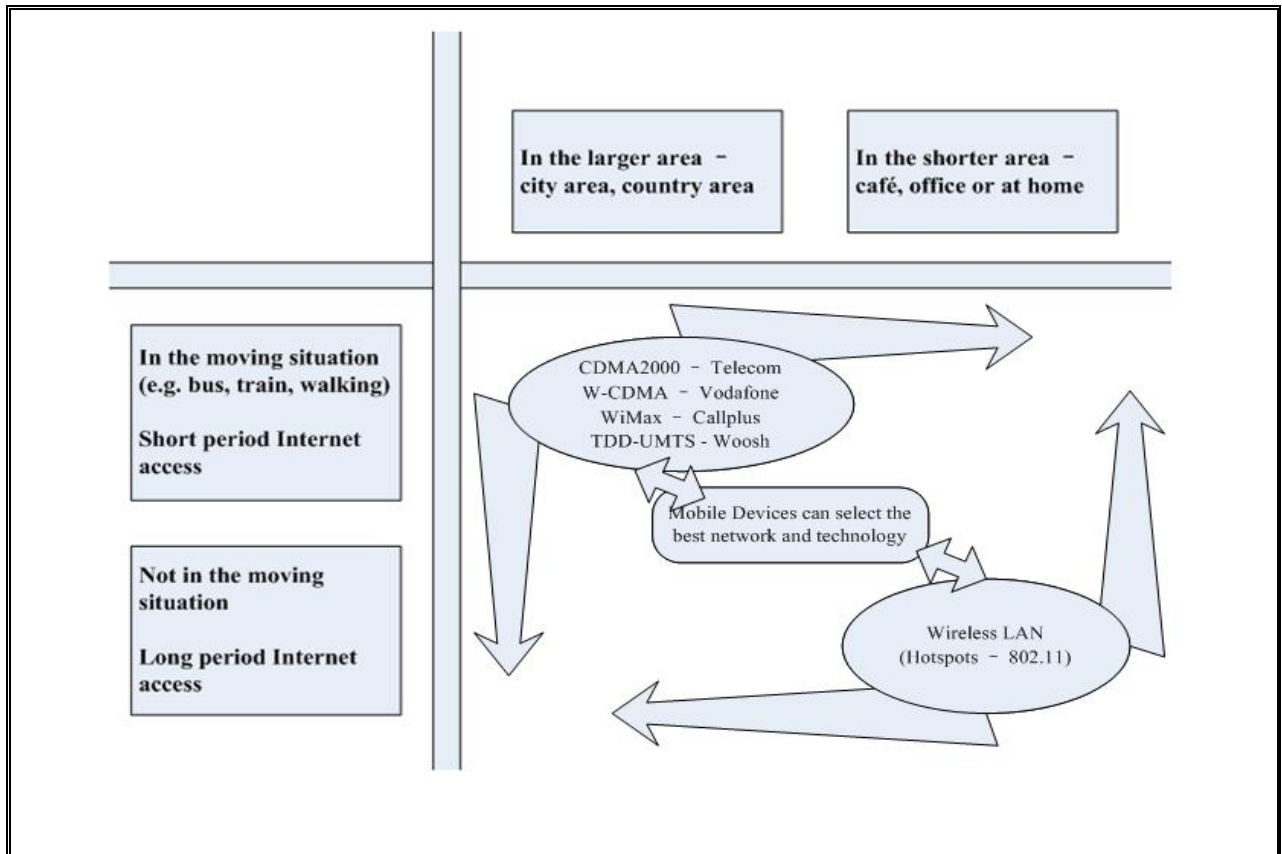 In the larger area –
city area, country area
In the shorter area –
café, office or at home
In the moving situation
(e.g. bus, train, walking)
Short period Internet
access
Not in the moving
situation
Long period Internet
access
CDMA2000 – Telecom
W-CDMA – Vodafone
WiMax – Callplus
TDD-UMTS - Woosh
Mobile Devices can select the
best network and technology
Wireless LAN
(Hotspots – 802.11)